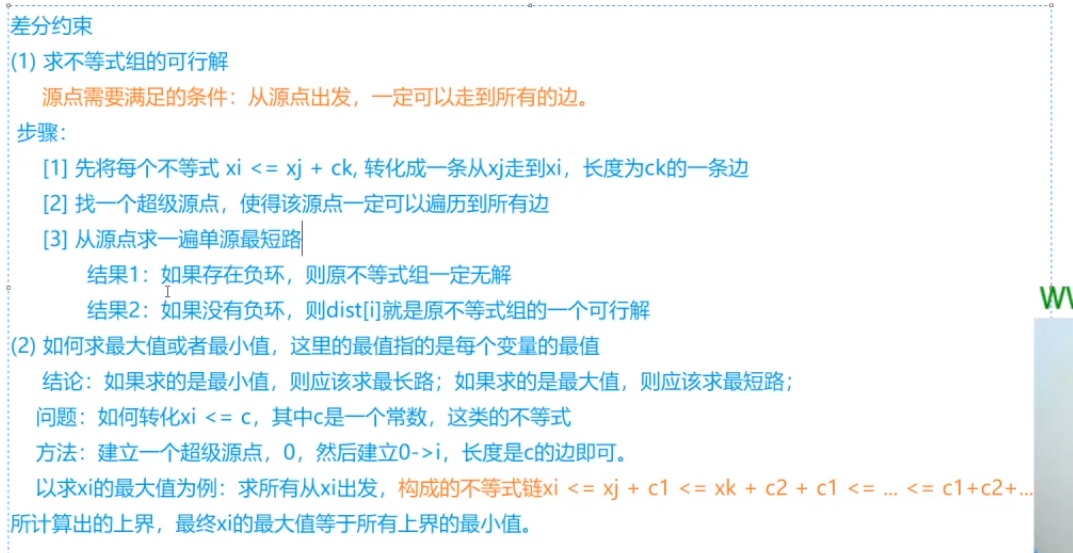 差分约束
(1) 求不等式组的可行解
源点需要满足的条件：从源点出发，一定可以走到所有的边。
步骤：
[1] 先将每个不等式 xi <= xj + ck, 转化成一条从xj走到xi，长度为ck的一条边
[2] 找一个超级源点，使得该源点一定可以遍历到所有边
[3] 从源点求一遍单源最短路
结果1：如果存在负环，则原不等式组一定无解
结果2：如果没有负环，则dist[i]就是原不等式组的一个可行解
(2) 如何求最大值或者最小值，这里的最值指的是每个变量的最值
结论：如果求的是最小值，则应该求最长路；如果求的是最大值，则应该求最短路；
问题：如何转化xi <= c，其中c是一个常数，这类的不等式
方法：建立一个超级源点，0，然后建立0->i，长度是c的边即可。
以求xi的最大值为例：求所有从xi出发，构成的不等式链xi <= xj + c1 <= xk + c2 + c1 <= ... <= c1+c2+...
所计算出的上界，最终xi的最大值等于所有上界的最小值。